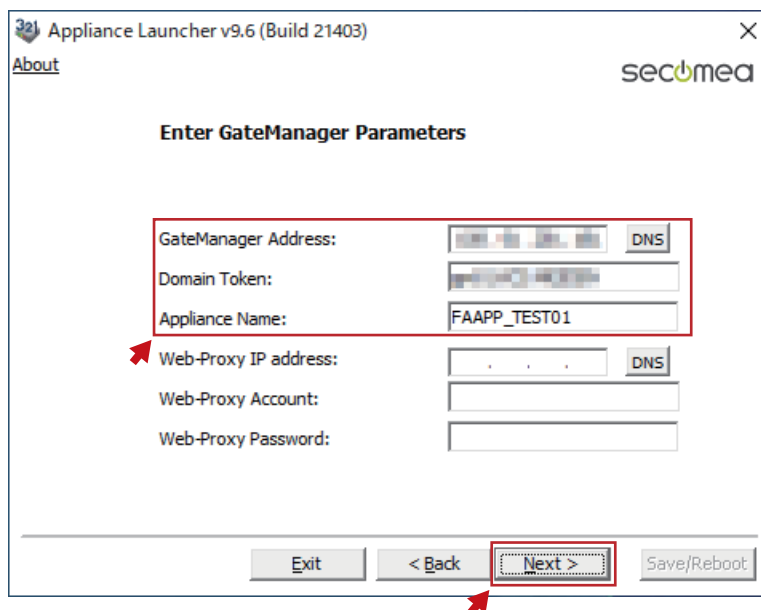 Appliance Launcher v9.6 (Build 21403)
About
secomea
Enter GateManager Parameters
GateManager Address: DNS
Domain Token:
Appliance Name: FAAPP_TEST01
Web-Proxy IP address: . . . DNS
Web-Proxy Account:
Web-Proxy Password:
Exit < Back Next > Save/Reboot